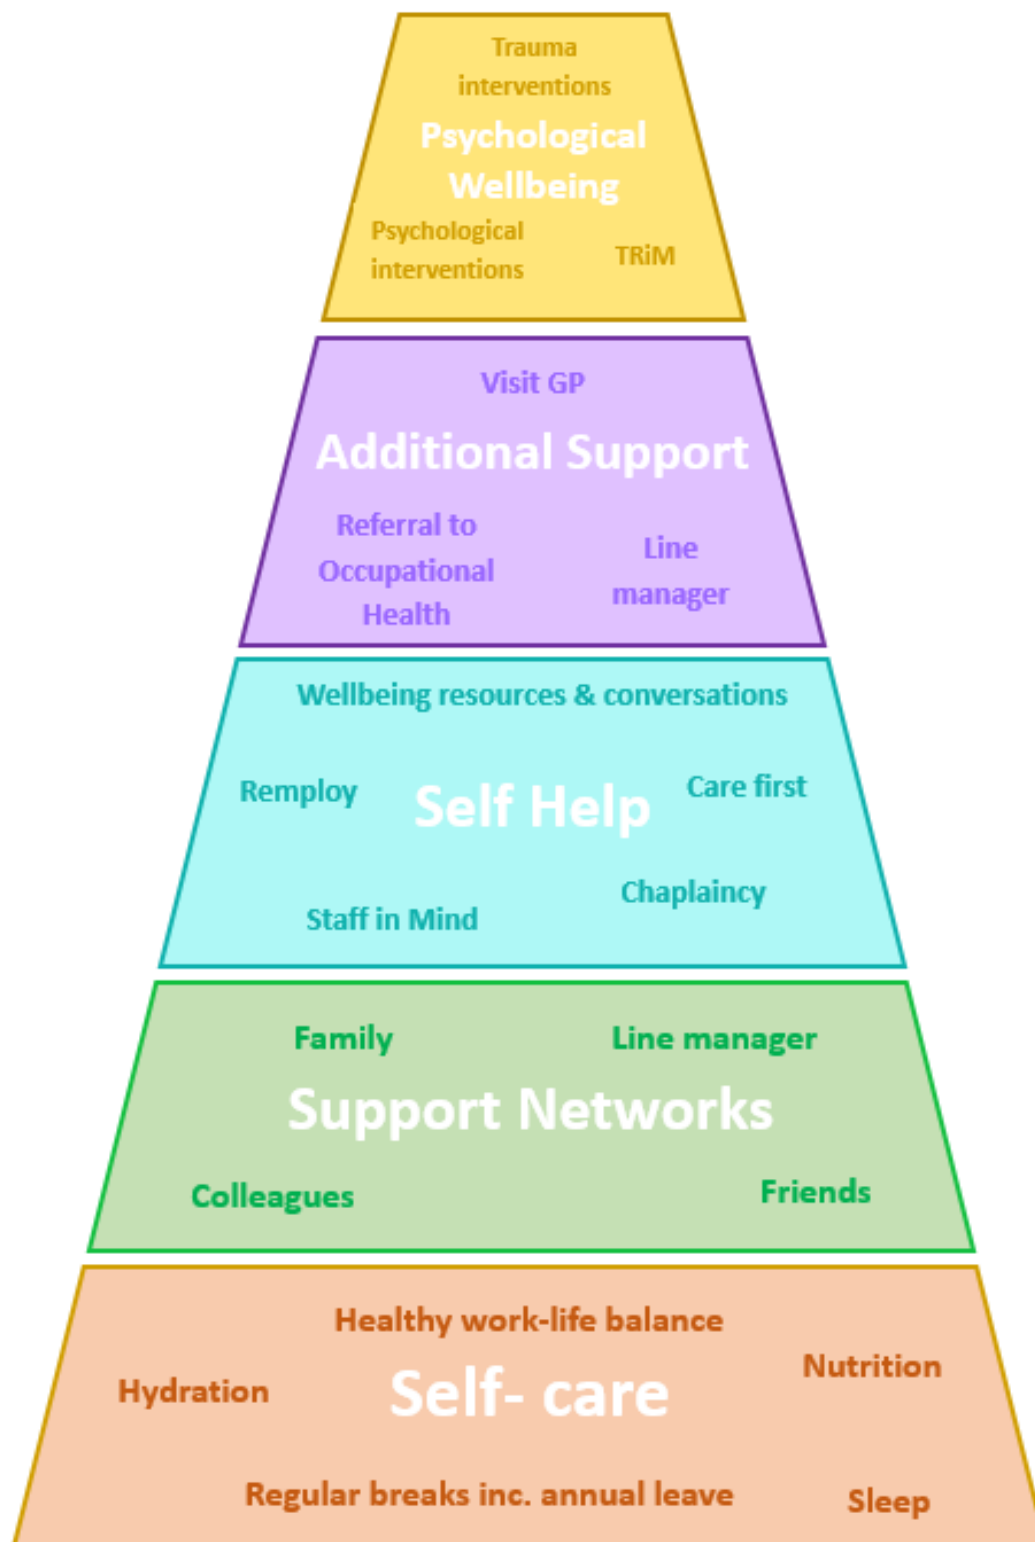 Trauma
interventions
Psychological
Wellbeing
Psychological
interventions
TRiM
Visit GP
Additional Support
Referral to
Occupational
Health
Line
manager
Wellbeing resources & conversations
Remploy
Self Help
Care first
Staff in Mind
Chaplaincy
Family
Line manager
Support Networks
Colleagues
Friends
Healthy work-life balance
Hydration
Self- care
Nutrition
Regular breaks inc. annual leave
Sleep